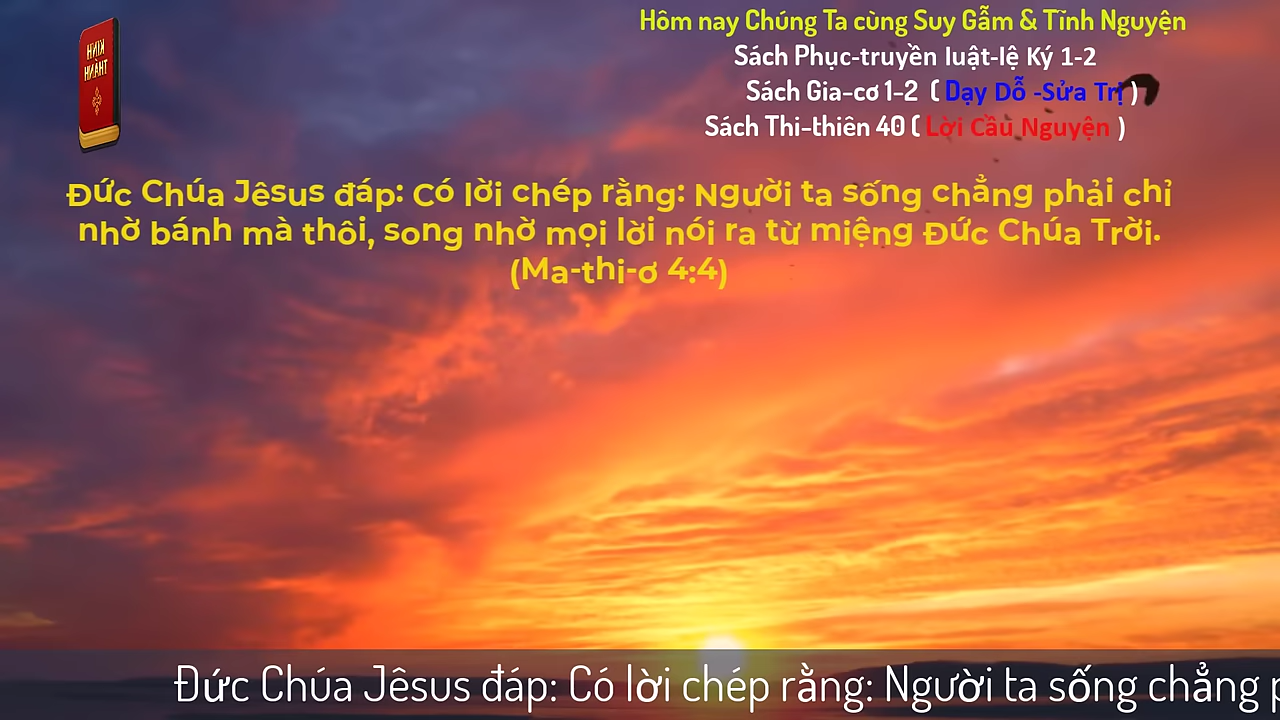 KINH
THÁNH
Hôm nay Chúng Ta cùng Suy Gẫm & Tĩnh Nguyện
Sách Phục-truyền luật-lệ Ký 1-2
Sách Gia-cơ 1-2 ( Dạy Dỗ -Sửa Trị )
Sách Thi-thiên 40 ( Lời Cầu Nguyện )
Đức Chúa Jêsus đáp: Có lời chép rằng: Người ta sống chẳng phải chỉ
nhờ bánh mà thôi, song nhờ mọi lời nói ra từ miệng Đức Chúa Trời.
(Ma-thi-ơ 4:4)
Đức Chúa Jêsus đáp: Có lời chép rằng: Người ta sống chẳng p